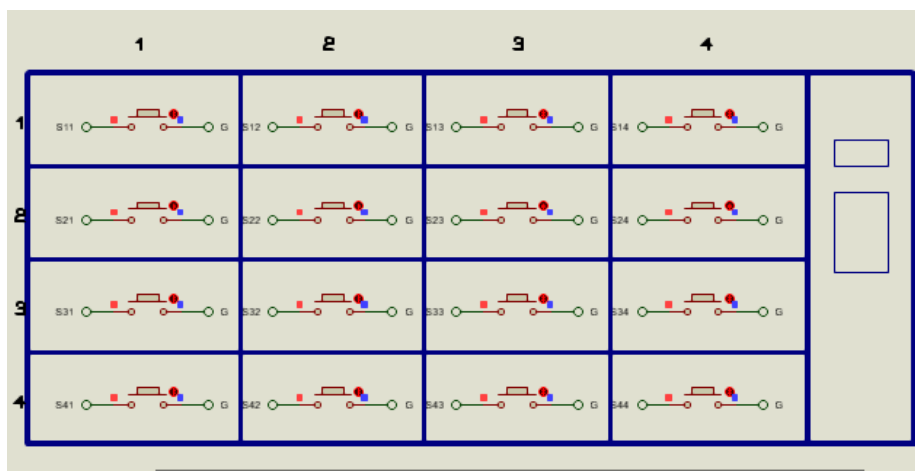 1 2 3 4
1 S11 G S12 G S13 G S14 G
2 S21 G S22 G S23 G S24 G
3 S31 G S32 G S33 G S34 G
4 S41 G S42 G S43 G S44 G